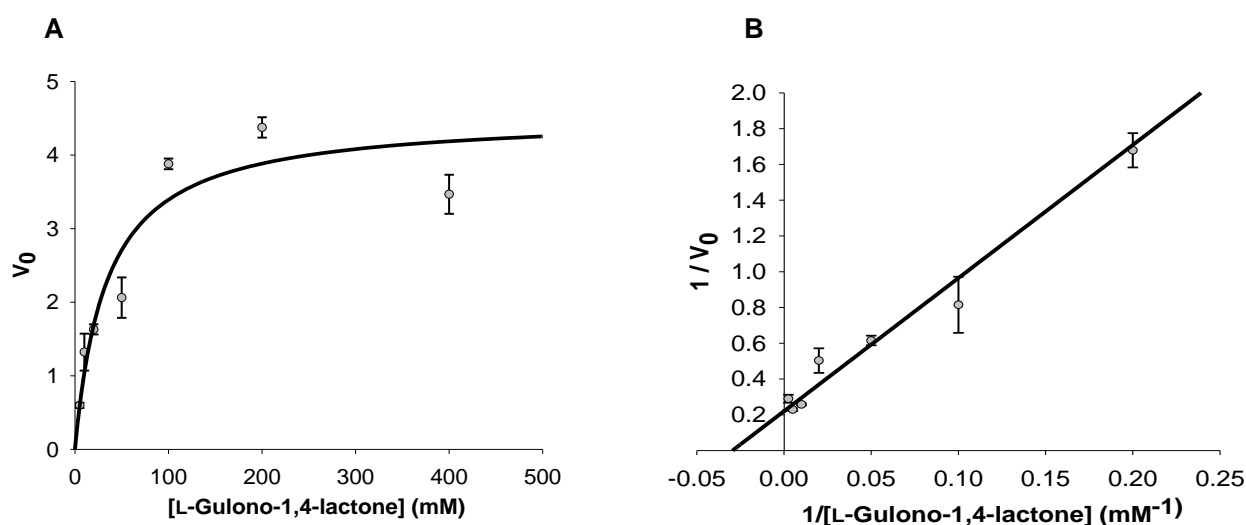 A
5
4
3
2
1
0
V0
0 100 200 300 400 500
[L-Gulono-1,4-lactone] (mM)
B
2.0
1.8
1.6
1.4
1.2
1.0
0.8
0.6
0.4
0.2
1 / V0
-0.05 0.00 0.05 0.10 0.15 0.20 0.25
1/[L-Gulono-1,4-lactone] (mM-1)